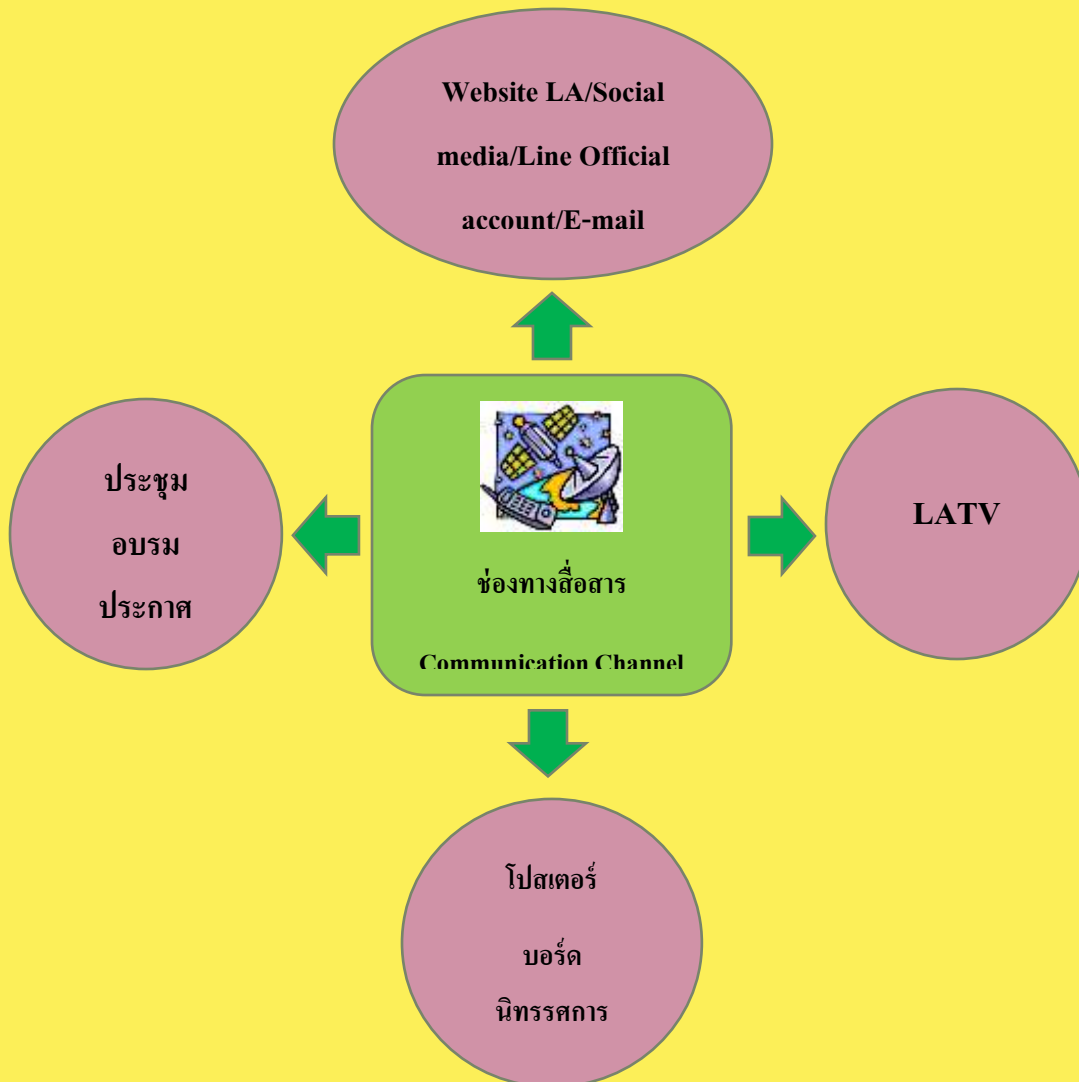 Website LA/Social
media/Line Official
account/E-mail
ประชุม
อบรม
ประกาศ
ช่องทางสื่อสาร
Communication Channel
LATV
โปสเตอร์
บอร์ด
นิทรรศการ